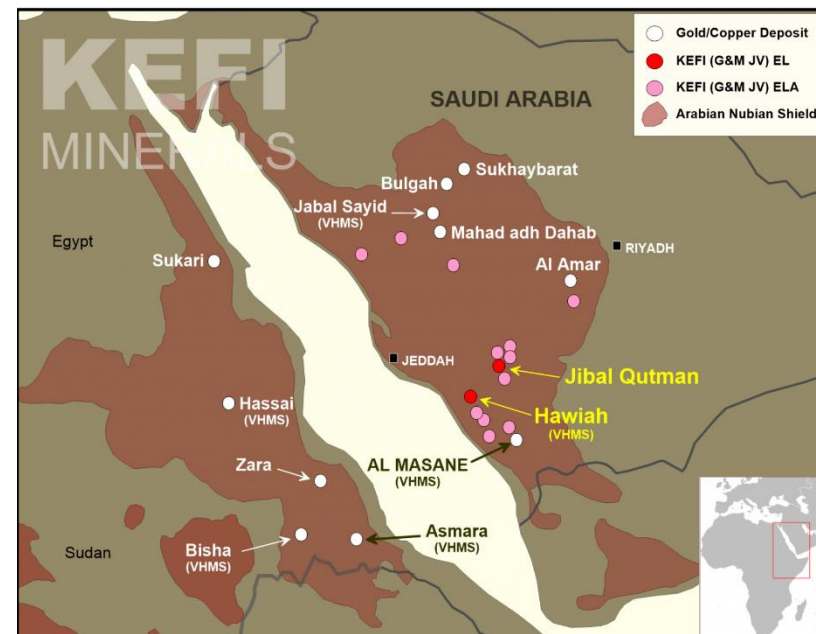 KEFI
MINERALS
Gold/Copper Deposit
KEFI (G&M JV) EL
KEFI (G&M JV) ELA
Arabian Nubian Shield
SAUDI ARABIA
Sukhaybarat
Bulgah
Jabal Sayid
(VHMS)
Mahad adh Dahab
Egypt
RIYADH
Sukari
Al Amar
JEDDAH
Jibal Qutman
Hassai
(VHMS)
Hawiah
(VHMS)
Zara
AL MASANE
(VHMS)
Asmara
(VHMS)
Bisha
(VHMS)
Sudan